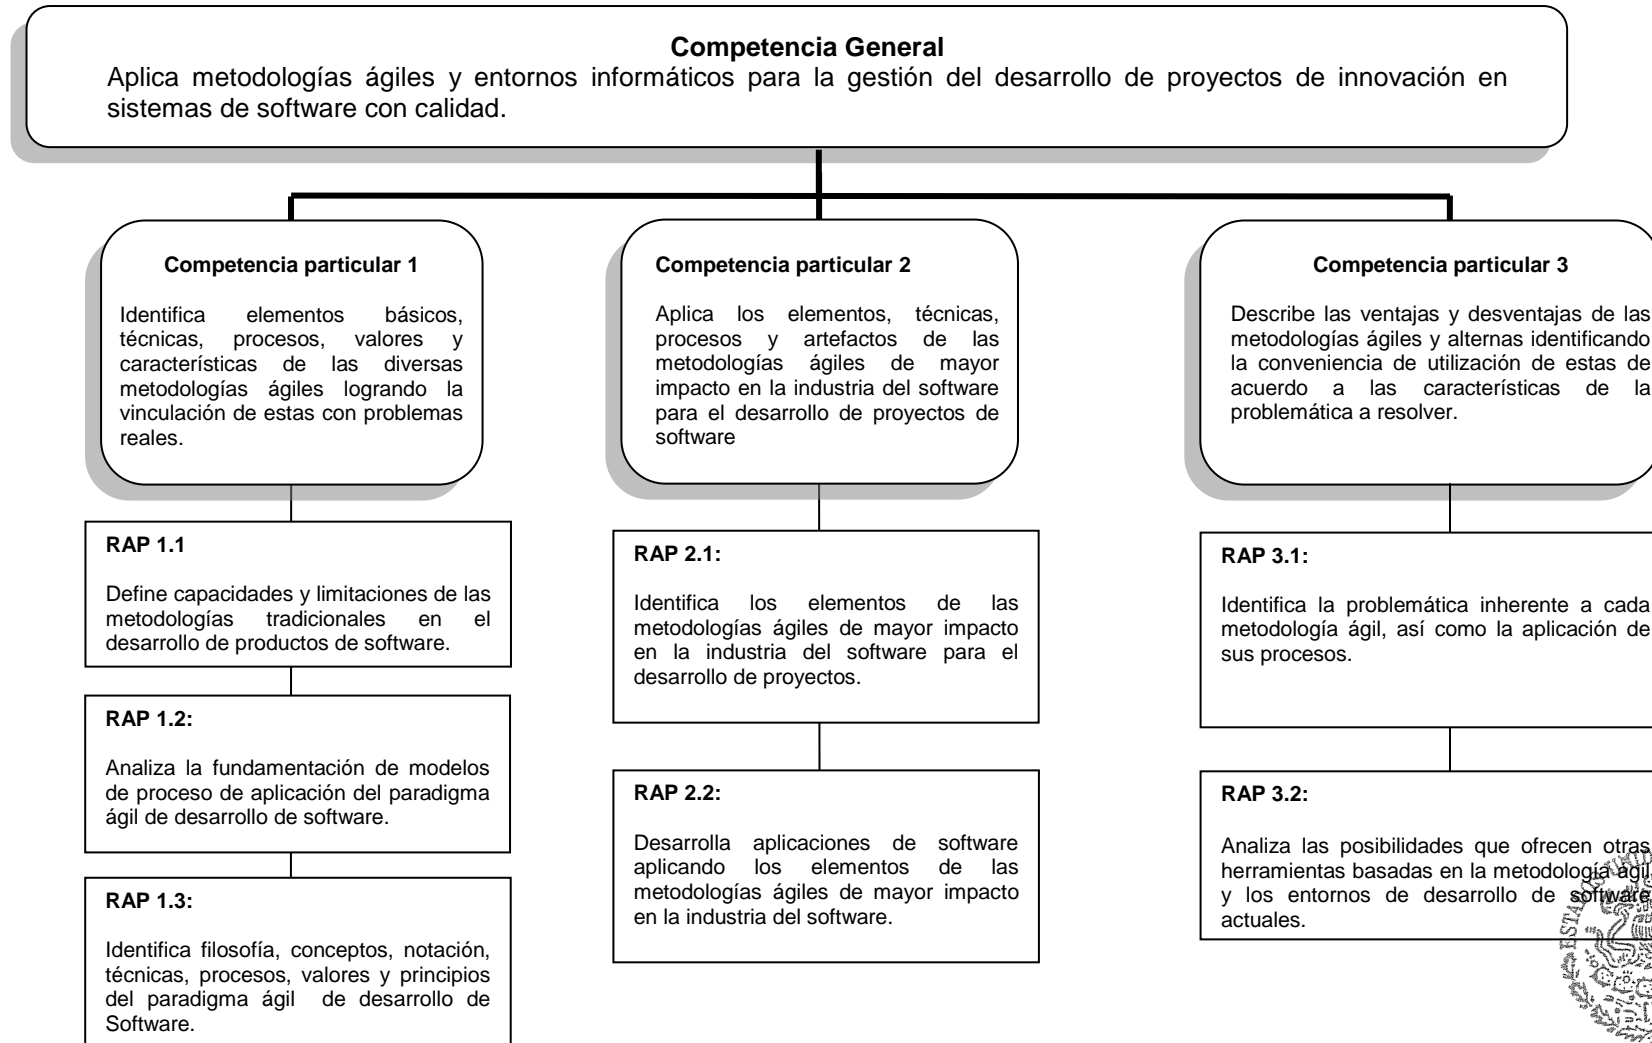 Competencia General
Aplica metodologías ágiles y entornos informáticos para la gestión del desarrollo de proyectos de innovación en
sistemas de software con calidad.
Competencia particular 1
Identifica elementos básicos,
técnicas, procesos, valores y
características de las diversas
metodologías ágiles logrando la
vinculación de estas con problemas
reales.
RAP 1.1
Define capacidades y limitaciones de las
metodologías tradicionales en el
desarrollo de productos de software.
RAP 1.2:
Analiza la fundamentación de modelos
de proceso de aplicación del paradigma
ágil de desarrollo de software.
RAP 1.3:
Identifica filosofía, conceptos, notación,
técnicas, procesos, valores y principios
del paradigma ágil de desarrollo de
Software.
Competencia particular 2
Aplica los elementos, técnicas,
procesos y artefactos de las
metodologías ágiles de mayor
impacto en la industria del software
para el desarrollo de proyectos de
software
RAP 2.1:
Identifica los elementos de las
metodologías ágiles de mayor impacto
en la industria del software para el
desarrollo de proyectos.
RAP 2.2:
Desarrolla aplicaciones de software
aplicando los elementos de las
metodologías ágiles de mayor impacto
en la industria del software.
Competencia particular 3
Describe las ventajas y desventajas de las
metodologías ágiles y alternas identificando
la conveniencia de utilización de estas de
acuerdo a las características de la
problemática a resolver.
RAP 3.1:
Identifica la problemática inherente a cada
metodología ágil, así como la aplicación de
sus procesos.
RAP 3.2:
Analiza las posibilidades que ofrecen otras
herramientas basadas en la metodología ágil
y los entornos de desarrollo de software
actuales.